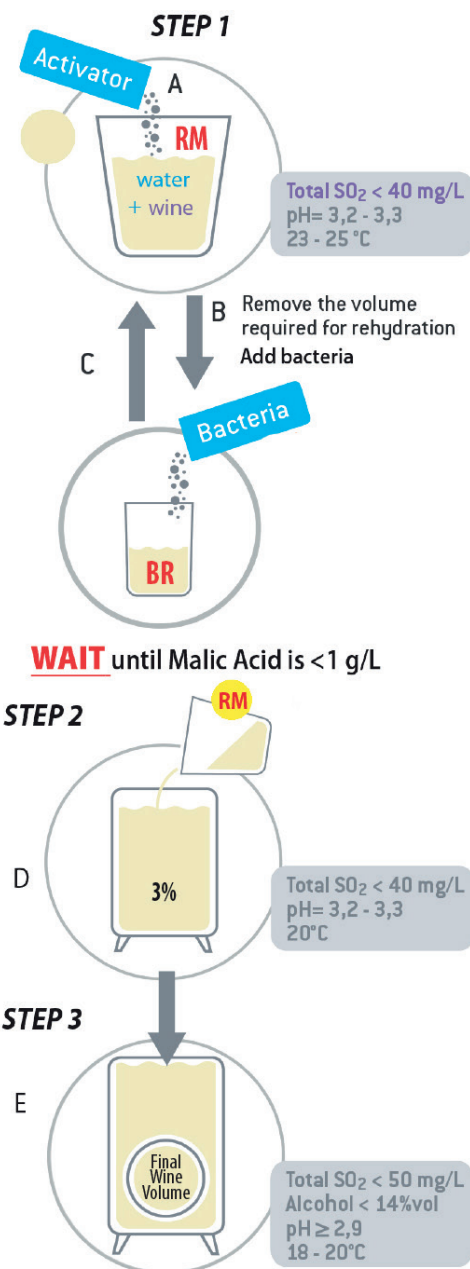 STEP 1
Activator
A
RM
water
+ wine
Total SO₂ < 40 mg/L
pH= 3,2 - 3,3
23 - 25 °C
B
Remove the volume
required for rehydration
Add bacteria
C
Bacteria
BR
WAIT until Malic Acid is <1 g/L
STEP 2
RM
D
3%
Total SO₂ < 40 mg/L
pH= 3,2 - 3,3
20°C
STEP 3
E
Final
Wine
Volume
Total SO₂ < 50 mg/L
Alcohol < 14%vol
pH ≥ 2,9
18 - 20°C